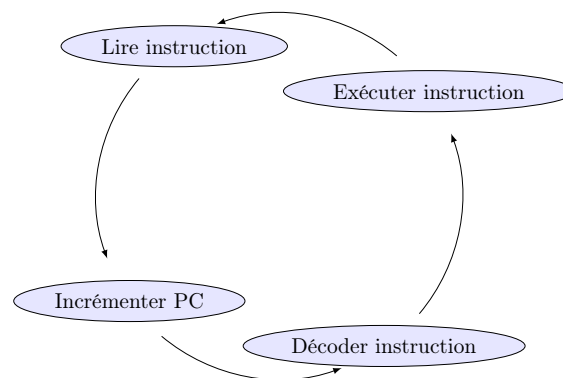 Lire instruction
Exécuter instruction
Incrémenter PC
Décoder instruction